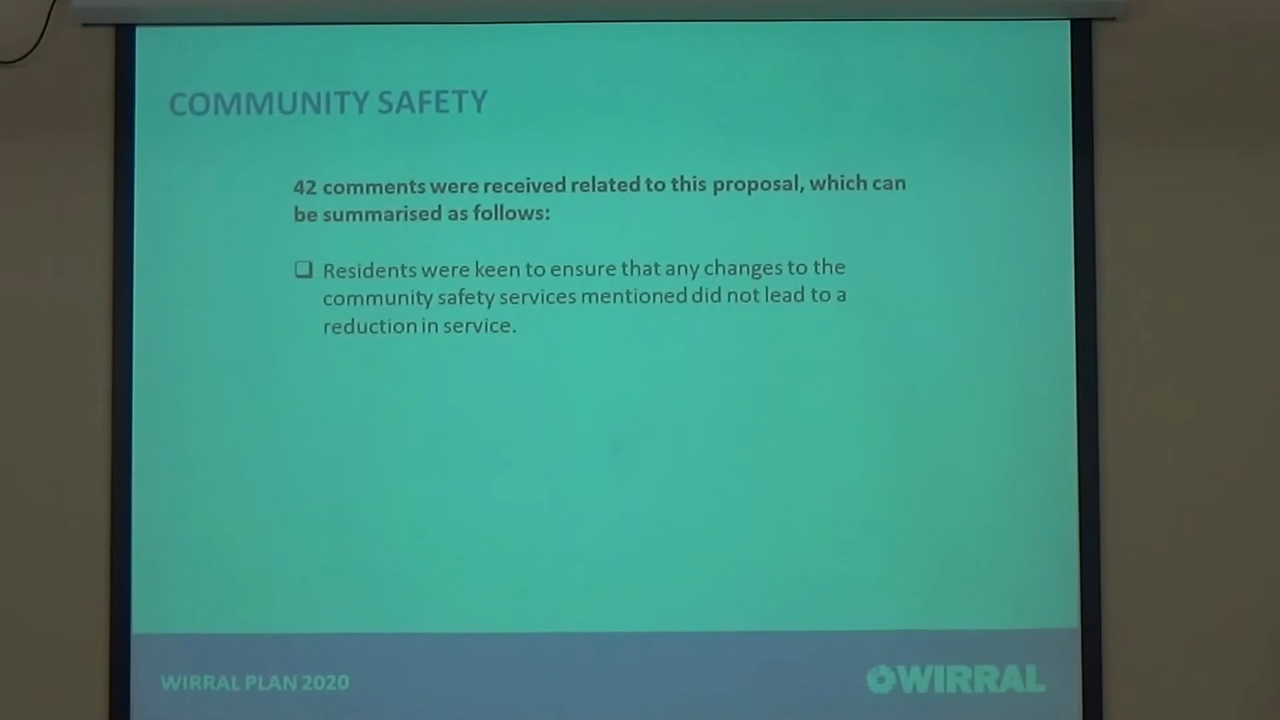 COMMUNITY SAFETY
42 comments were received related to this proposal, which can
be summarised as follows:
❑ Residents were keen to ensure that any changes to the
community safety services mentioned did not lead to a
reduction in service.
WIRRAL PLAN 2020
WIRRAL